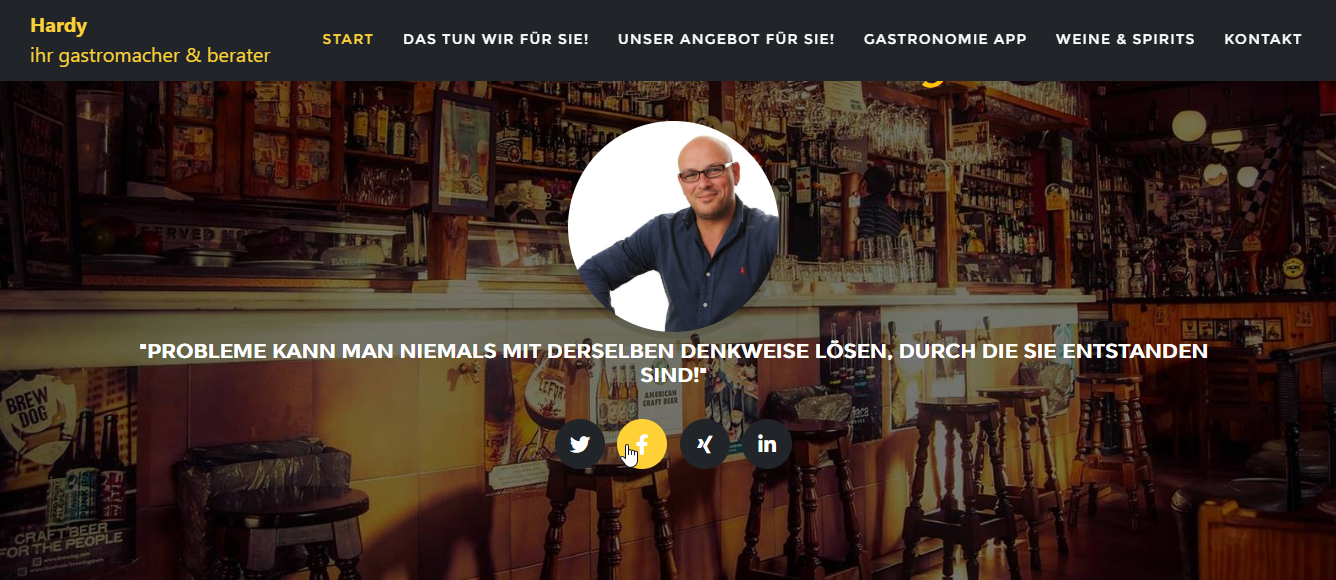 Hardy
ihr gastromacher & berater
START DAS TUN WIR FÜR SIE! UNSER ANGEBOT FÜR SIE! GASTRONOMIE APP WEINE & SPIRITS KONTAKT
"PROBLEME KANN MAN NIEMALS MIT DERSELBEN DENKWEISE LÖSEN, DURCH DIE SIE ENTSTANDEN
SIND!"
AMERICAN
CRAFT BEER
BREW
DOG
CRAFT BEER
FOR THE PEOPLE